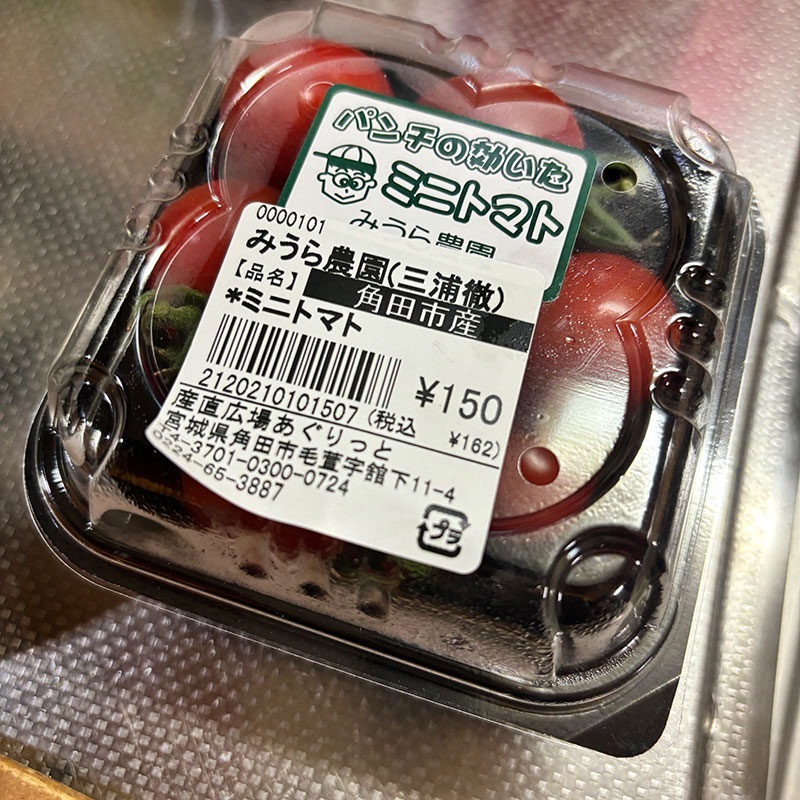 パンチの効いた
ミニトマト
みうら農園
0000101
みうら農園(三浦徹)
【品名】 角田市産
*ミニトマト
¥150
2120210101507 (税込 ¥162)
産直広場あぐりっと
宮城県角田市毛萱字舘下11-4
TA-3701-0300-0724
0224-65-3887
プラ